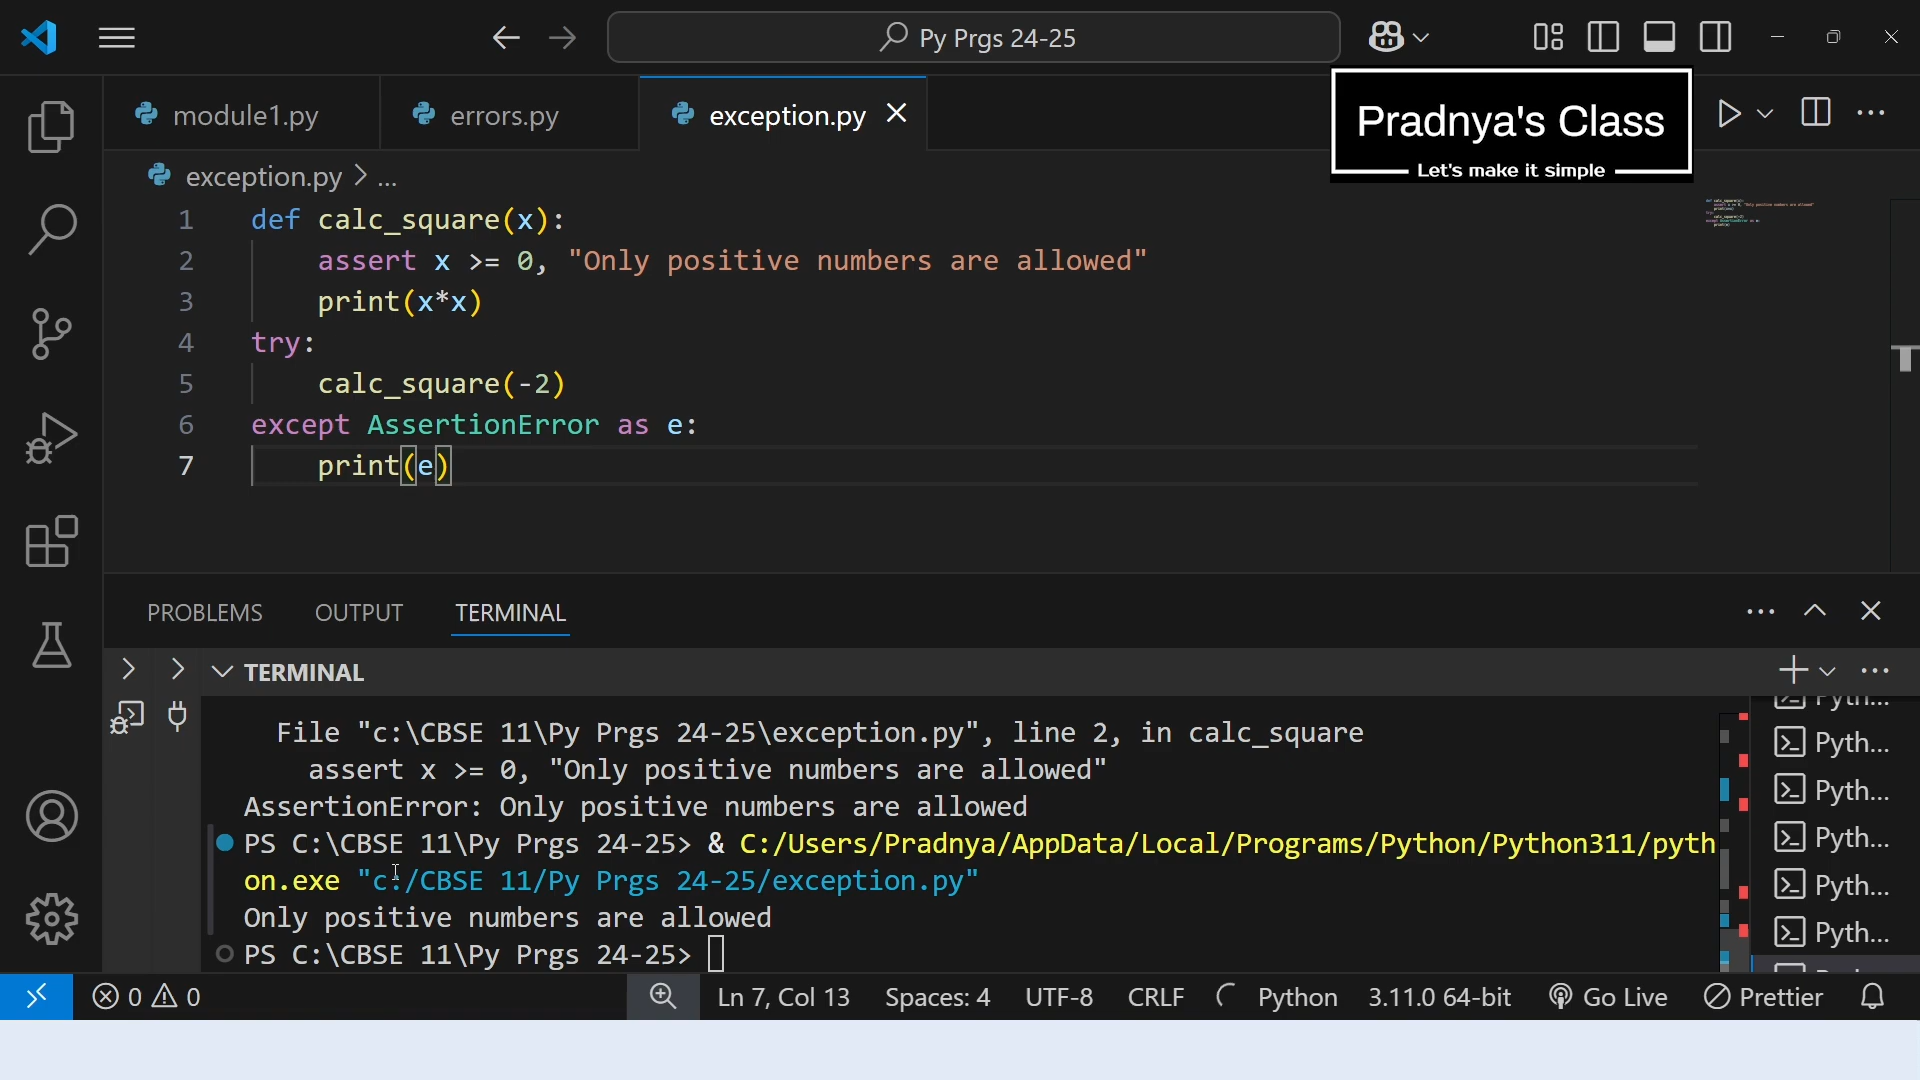 Py Prgs 24-25
module1.py
errors.py
exception.py
Pradnya's Class
Let's make it simple
exception.py > ...
1 def calc_square(x):
2 assert x >= 0, "Only positive numbers are allowed"
3 print(x*x)
4 try:
5 calc_square(-2)
6 except AssertionError as e:
7 print(e)
PROBLEMS
OUTPUT
TERMINAL
TERMINAL
File "c:\CBSE 11\Py Prgs 24-25\exception.py", line 2, in calc_square
assert x >= 0, "Only positive numbers are allowed"
AssertionError: Only positive numbers are allowed
PS C:\CBSE 11\Py Prgs 24-25> & C:/Users/Pradnya/AppData/Local/Programs/Python/Python311/pyth
on.exe "c:/CBSE 11/Py Prgs 24-25/exception.py"
Only positive numbers are allowed
PS C:\CBSE 11\Py Prgs 24-25>
Pyth...
Pyth...
Pyth...
Pyth...
Pyth...
0 0
Ln 7, Col 13
Spaces: 4
UTF-8
CRLF
Python
3.11.0 64-bit
Go Live
Prettier